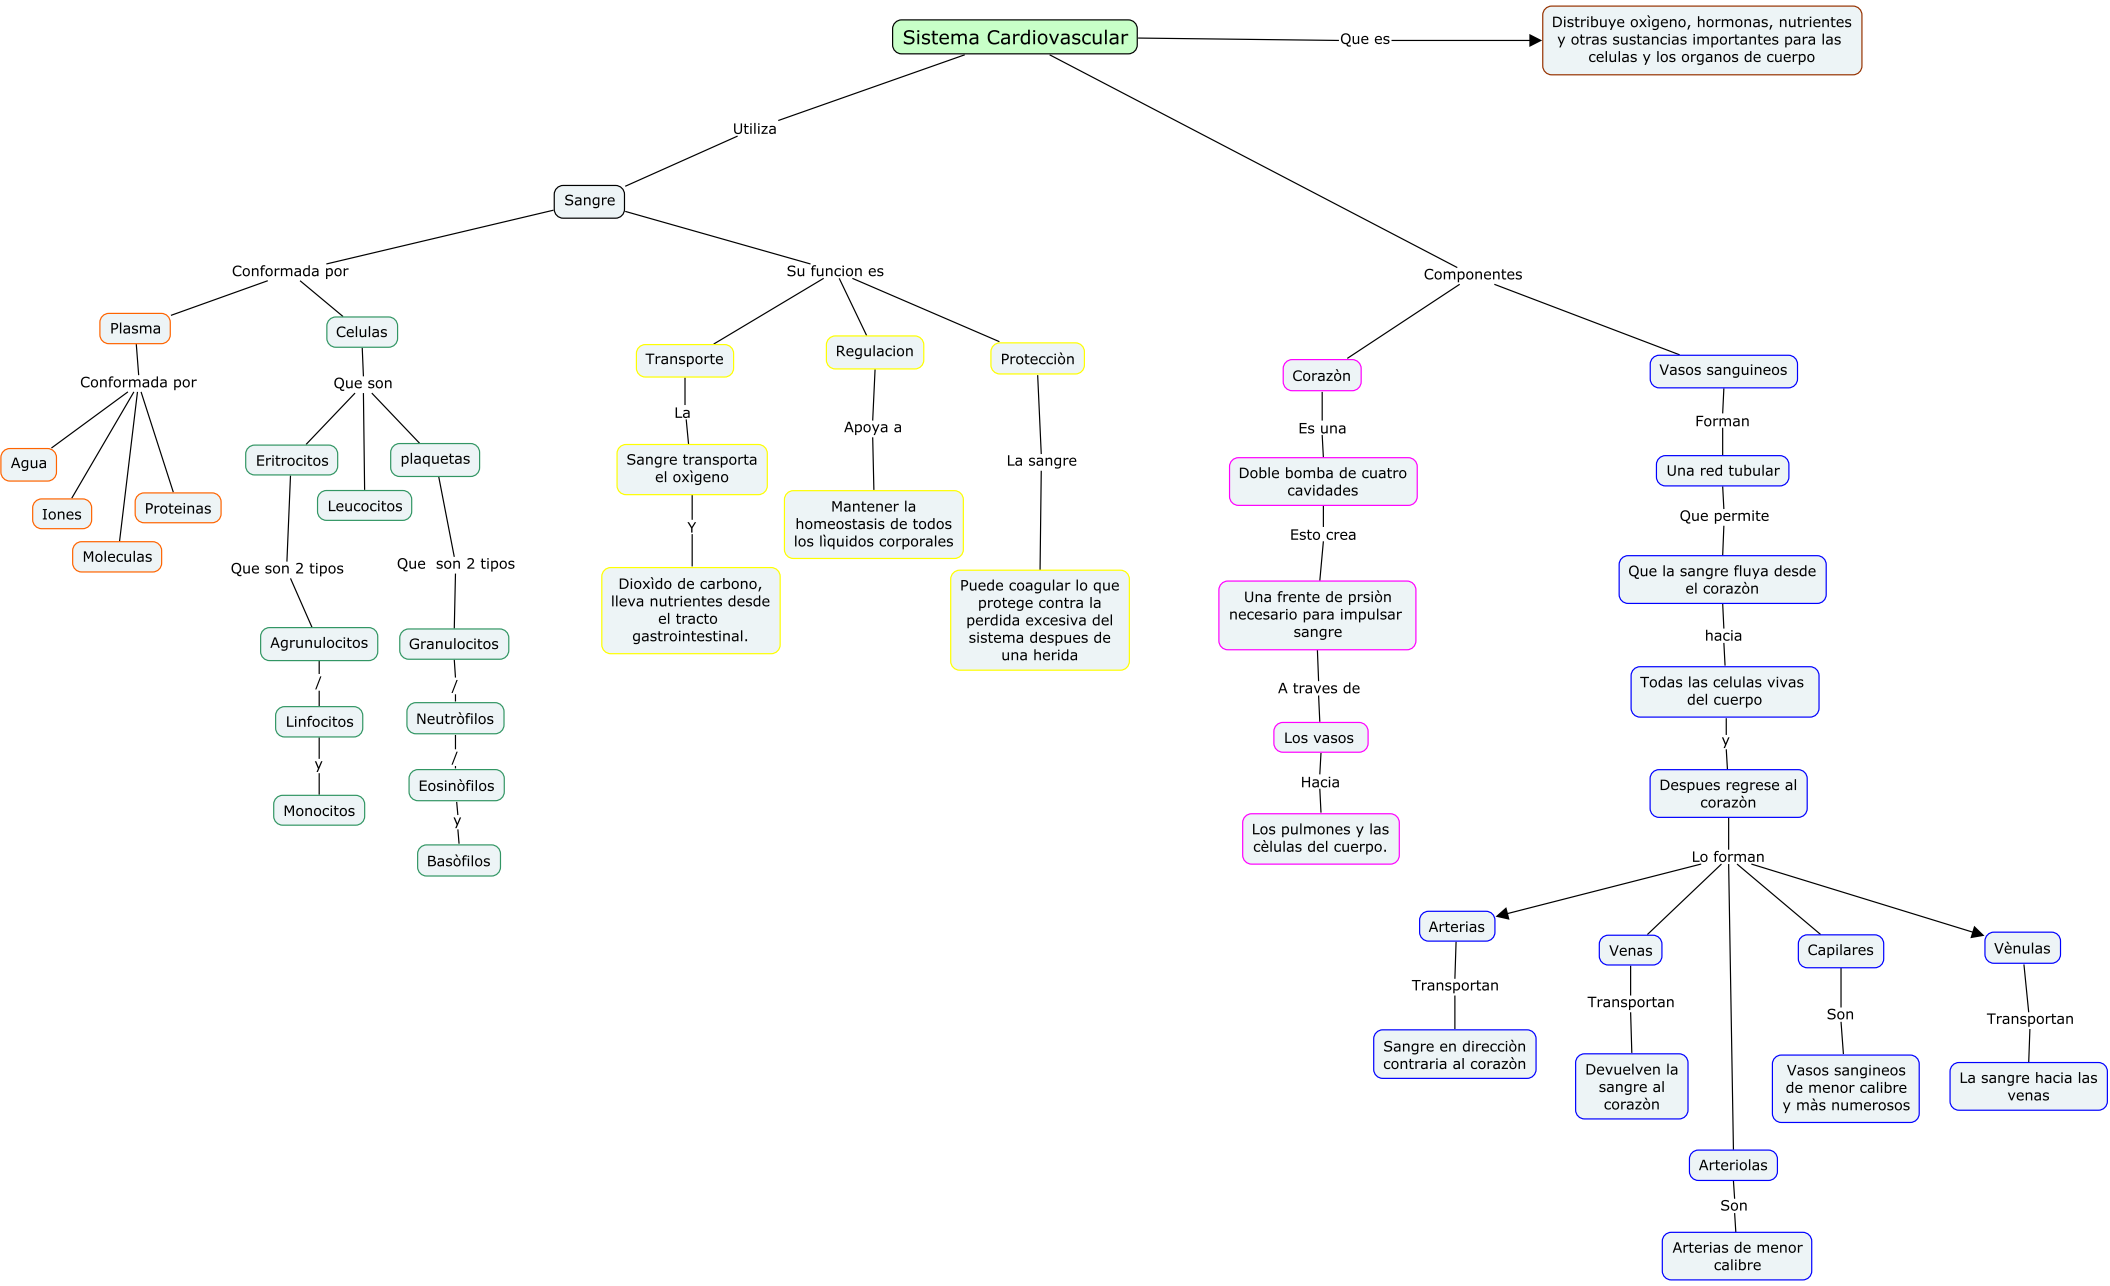 Sistema Cardiovascular
Que es
Distribuye oxìgeno, hormonas, nutrientes
y otras sustancias importantes para las
celulas y los organos de cuerpo
Utiliza
Sangre
Conformada por
Su funcion es
Componentes
Plasma
Celulas
Transporte
Regulacion
Protecciòn
Corazòn
Vasos sanguineos
Conformada por
Agua
Iones
Moleculas
Proteinas
Que son
Eritrocitos
Leucocitos
plaquetas
Que son 2 tipos
Agrunulocitos
/
Linfocitos
y
Monocitos
Que  son 2 tipos
Granulocitos
/
Neutròfilos
/
Eosinòfilos
y
Basòfilos
La
Sangre transporta
el oxìgeno
Y
Dioxìdo de carbono,
lleva nutrientes desde
el tracto
gastrointestinal.
Apoya a
Mantener la
homeostasis de todos
los lìquidos corporales
La sangre
Puede coagular lo que
protege contra la
perdida excesiva del
sistema despues de
una herida
Es una
Doble bomba de cuatro
cavidades
Esto crea
Una frente de prsiòn
necesario para impulsar
sangre
A traves de
Los vasos
Hacia
Los pulmones y las
cèlulas del cuerpo.
Forman
Una red tubular
Que permite
Que la sangre fluya desde
el corazòn
hacia
Todas las celulas vivas
del cuerpo
y
Despues regrese al
corazòn
Lo forman
Arterias
Transportan
Sangre en direcciòn
contraria al corazòn
Venas
Transportan
Devuelven la
sangre al
corazòn
Capilares
Son
Vasos sangineos
de menor calibre
y màs numerosos
Vènulas
Transportan
La sangre hacia las
venas
Arteriolas
Son
Arterias de menor
calibre